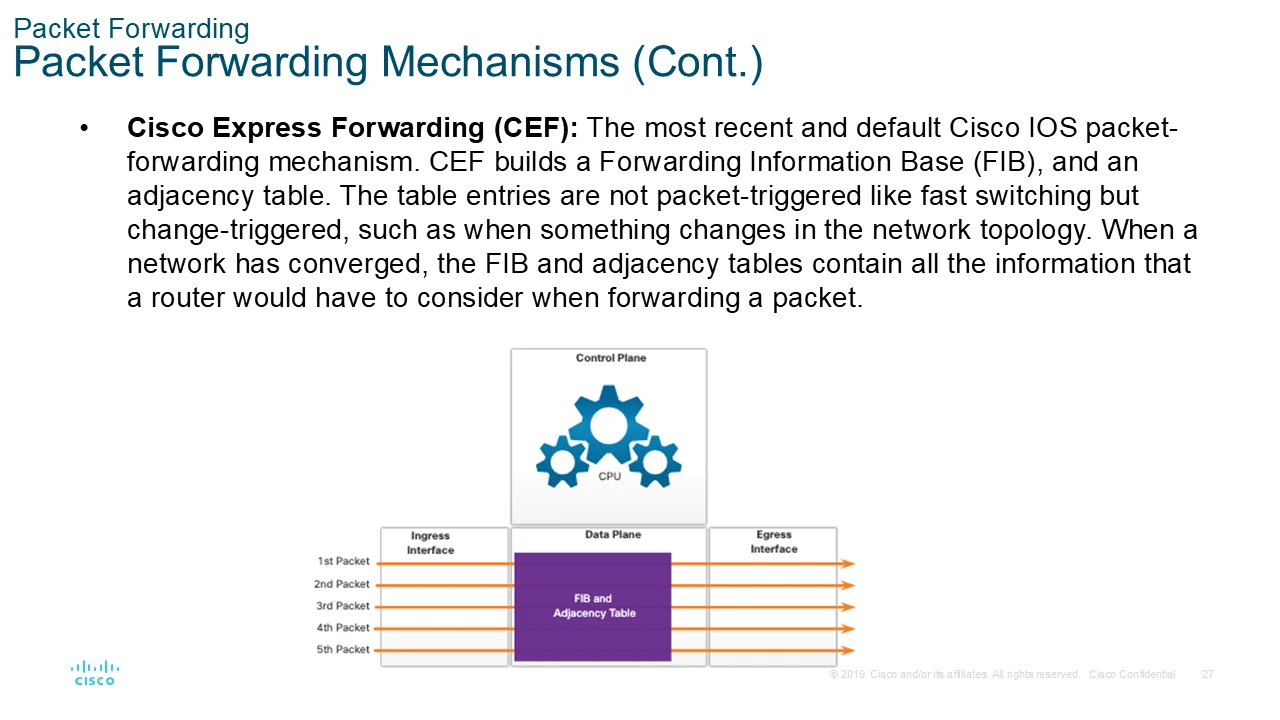 Packet Forwarding
Packet Forwarding Mechanisms (Cont.)
• Cisco Express Forwarding (CEF): The most recent and default Cisco IOS packet-
forwarding mechanism. CEF builds a Forwarding Information Base (FIB), and an
adjacency table. The table entries are not packet-triggered like fast switching but
change-triggered, such as when something changes in the network topology. When a
network has converged, the FIB and adjacency tables contain all the information that
a router would have to consider when forwarding a packet.
Control Plane
CPU
Ingress
Interface
Data Plane
Egress
Interface
1st Packet
2nd Packet
3rd Packet
4th Packet
5th Packet
FIB and
Adjacency Table
CISCO
© 2019 Cisco and/or its affiliates. All rights reserved. Cisco Confidential
27